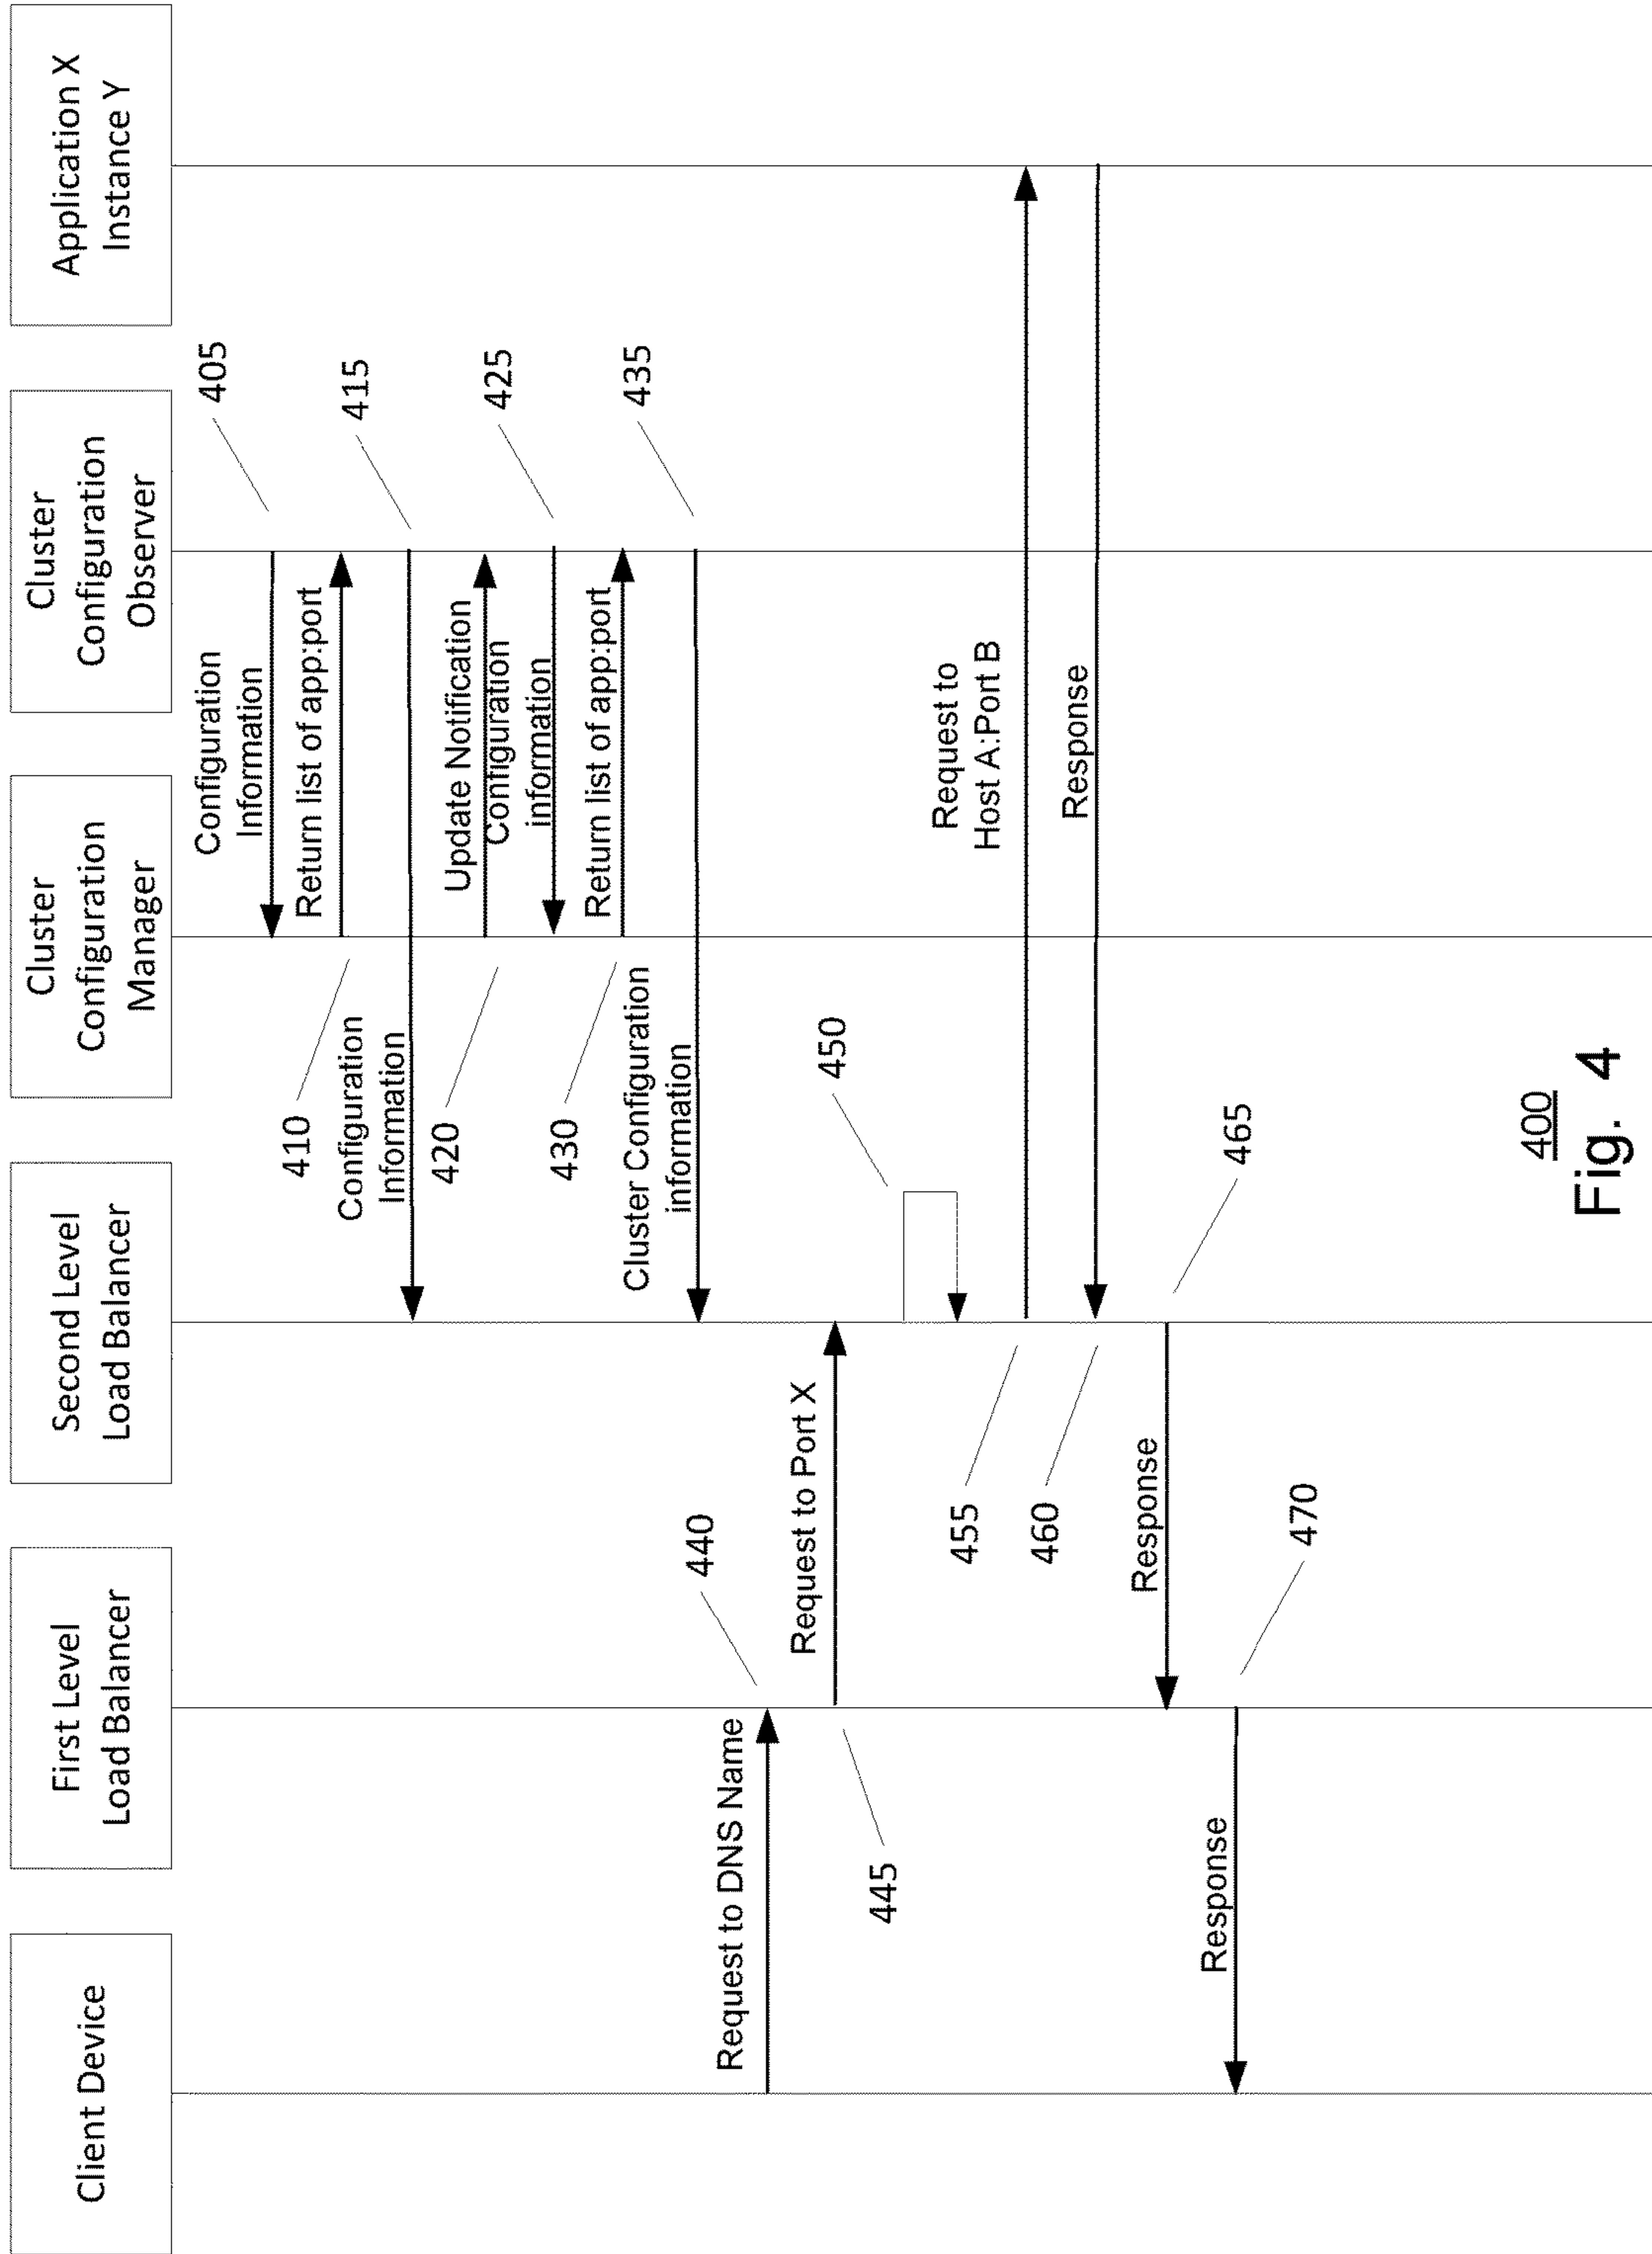 Client Device
First Level
Load Balancer
Second Level
Load Balancer
Cluster
Configuration
Manager
Cluster
Configuration
Observer
Application X
Instance Y
405
Configuration
Information
Return list of app:port
410
415
Configuration
Information
Update Notification
420
425
Configuration
information
Return list of app:port
430
435
Cluster Configuration
information
440
Request to DNS Name
Request to Port X
445
450
Request to
Host A:Port B
455
Response
460
465
Response
470
Response
400
Fig. 4